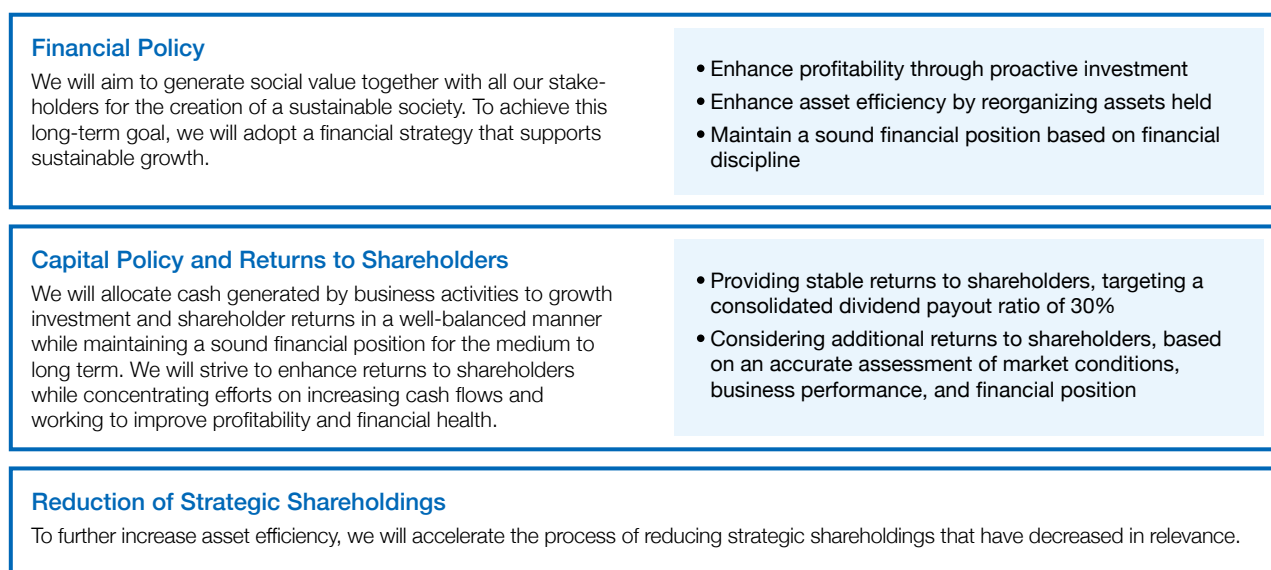 Financial Policy
We will aim to generate social value together with all our stake-
holders for the creation of a sustainable society. To achieve this
long-term goal, we will adopt a financial strategy that supports
sustainable growth.
• Enhance profitability through proactive investment
• Enhance asset efficiency by reorganizing assets held
• Maintain a sound financial position based on financial
discipline
Capital Policy and Returns to Shareholders
We will allocate cash generated by business activities to growth
investment and shareholder returns in a well-balanced manner
while maintaining a sound financial position for the medium to
long term. We will strive to enhance returns to shareholders
while concentrating efforts on increasing cash flows and
working to improve profitability and financial health.
• Providing stable returns to shareholders, targeting a
consolidated dividend payout ratio of 30%
• Considering additional returns to shareholders, based
on an accurate assessment of market conditions,
business performance, and financial position
Reduction of Strategic Shareholdings
To further increase asset efficiency, we will accelerate the process of reducing strategic shareholdings that have decreased in relevance.